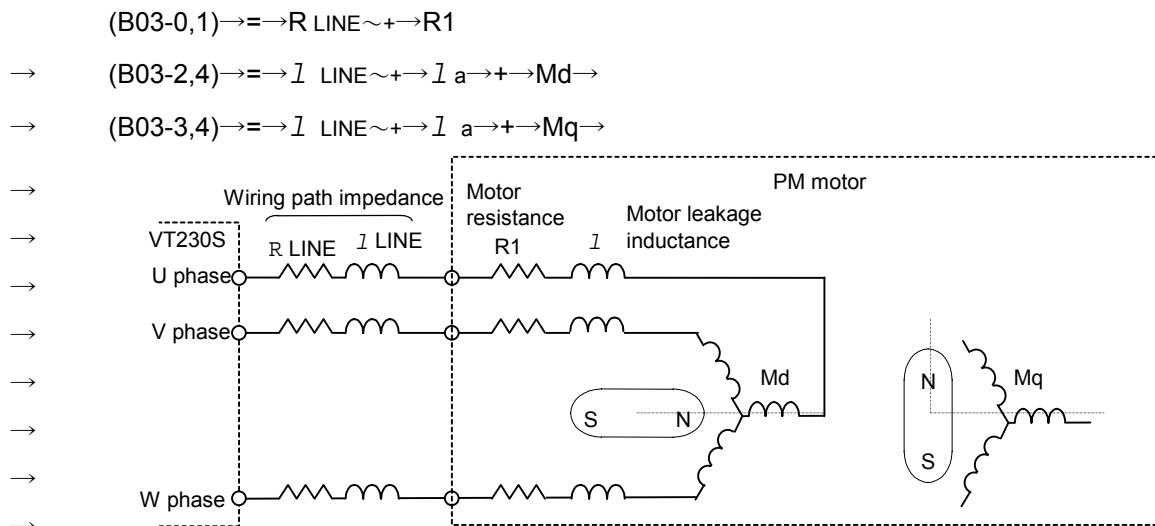 (B03-0,1)→=→R LINE~+→R1
→ (B03-2,4)→=→l LINE~+→l a→+→Md→
→ (B03-3,4)→=→l LINE~+→l a→+→Mq→
→
PM motor
Wiring path impedance
Motor resistance
Motor leakage inductance
→
VT230S
R LINE
l LINE
R1
l
→
U phase
→
V phase
→
Md
Mq
N
→
S N
S
→
W phase
→